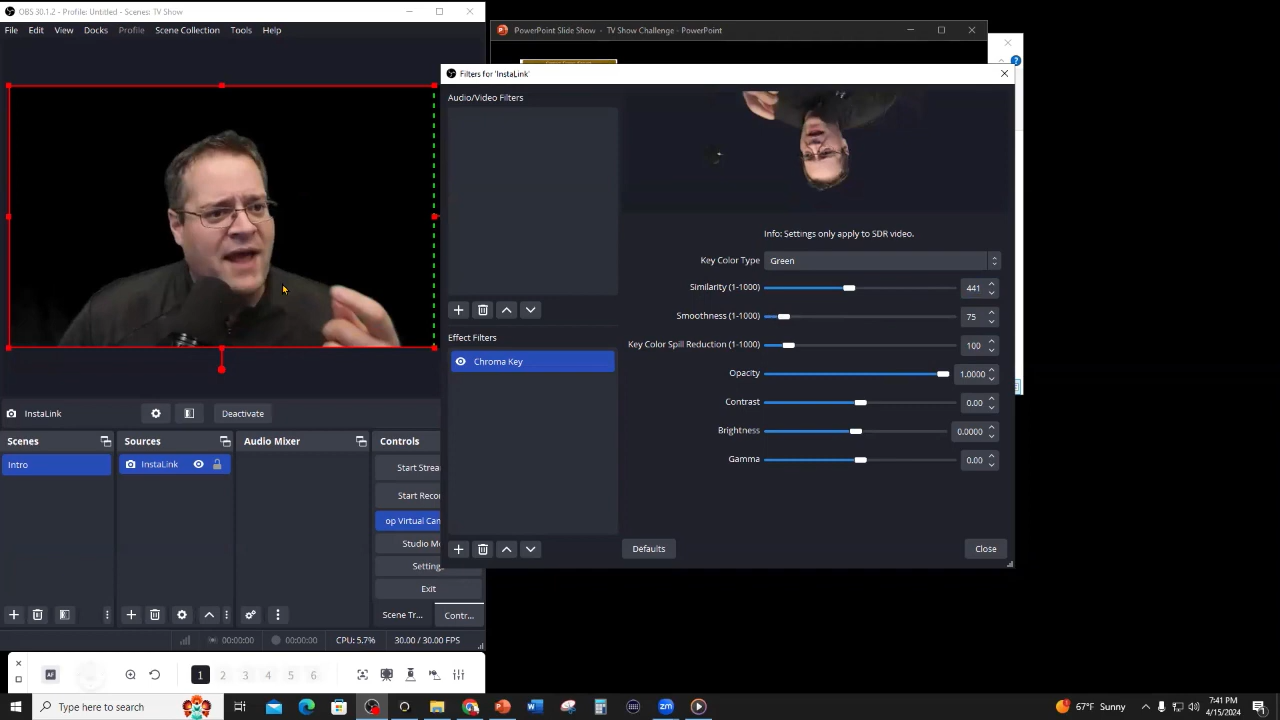 OBS 30.1.2 - Profile: Untitled - Scenes: TV Show
File Edit View Docks Profile Scene Collection Tools Help
PowerPoint Slide Show - TV Show Challenge - PowerPoint
Filters for 'InstaLink'
Audio/Video Filters
Info: Settings only apply to SDR video.
Key Color Type Green
Similarity (1-1000) 441
Smoothness (1-1000) 75
Key Color Spill Reduction (1-1000) 100
Opacity 1.0000
Contrast 0.00
Brightness 0.0000
Gamma 0.00
Effect Filters
Chroma Key
Defaults
Close
InstaLink
Deactivate
Scenes
Intro
Sources
InstaLink
Audio Mixer
Controls
Start Strea
Start Reco
op Virtual Can
Studio M
Setting
Exit
Scene Tr...
Contr...
00:00:00
00:00:00
CPU: 5.7%
30.00 / 30.00 FPS
AF
1 2 3 4 5 6
Type here to search
67°F Sunny
7:41 PM
4/15/2024